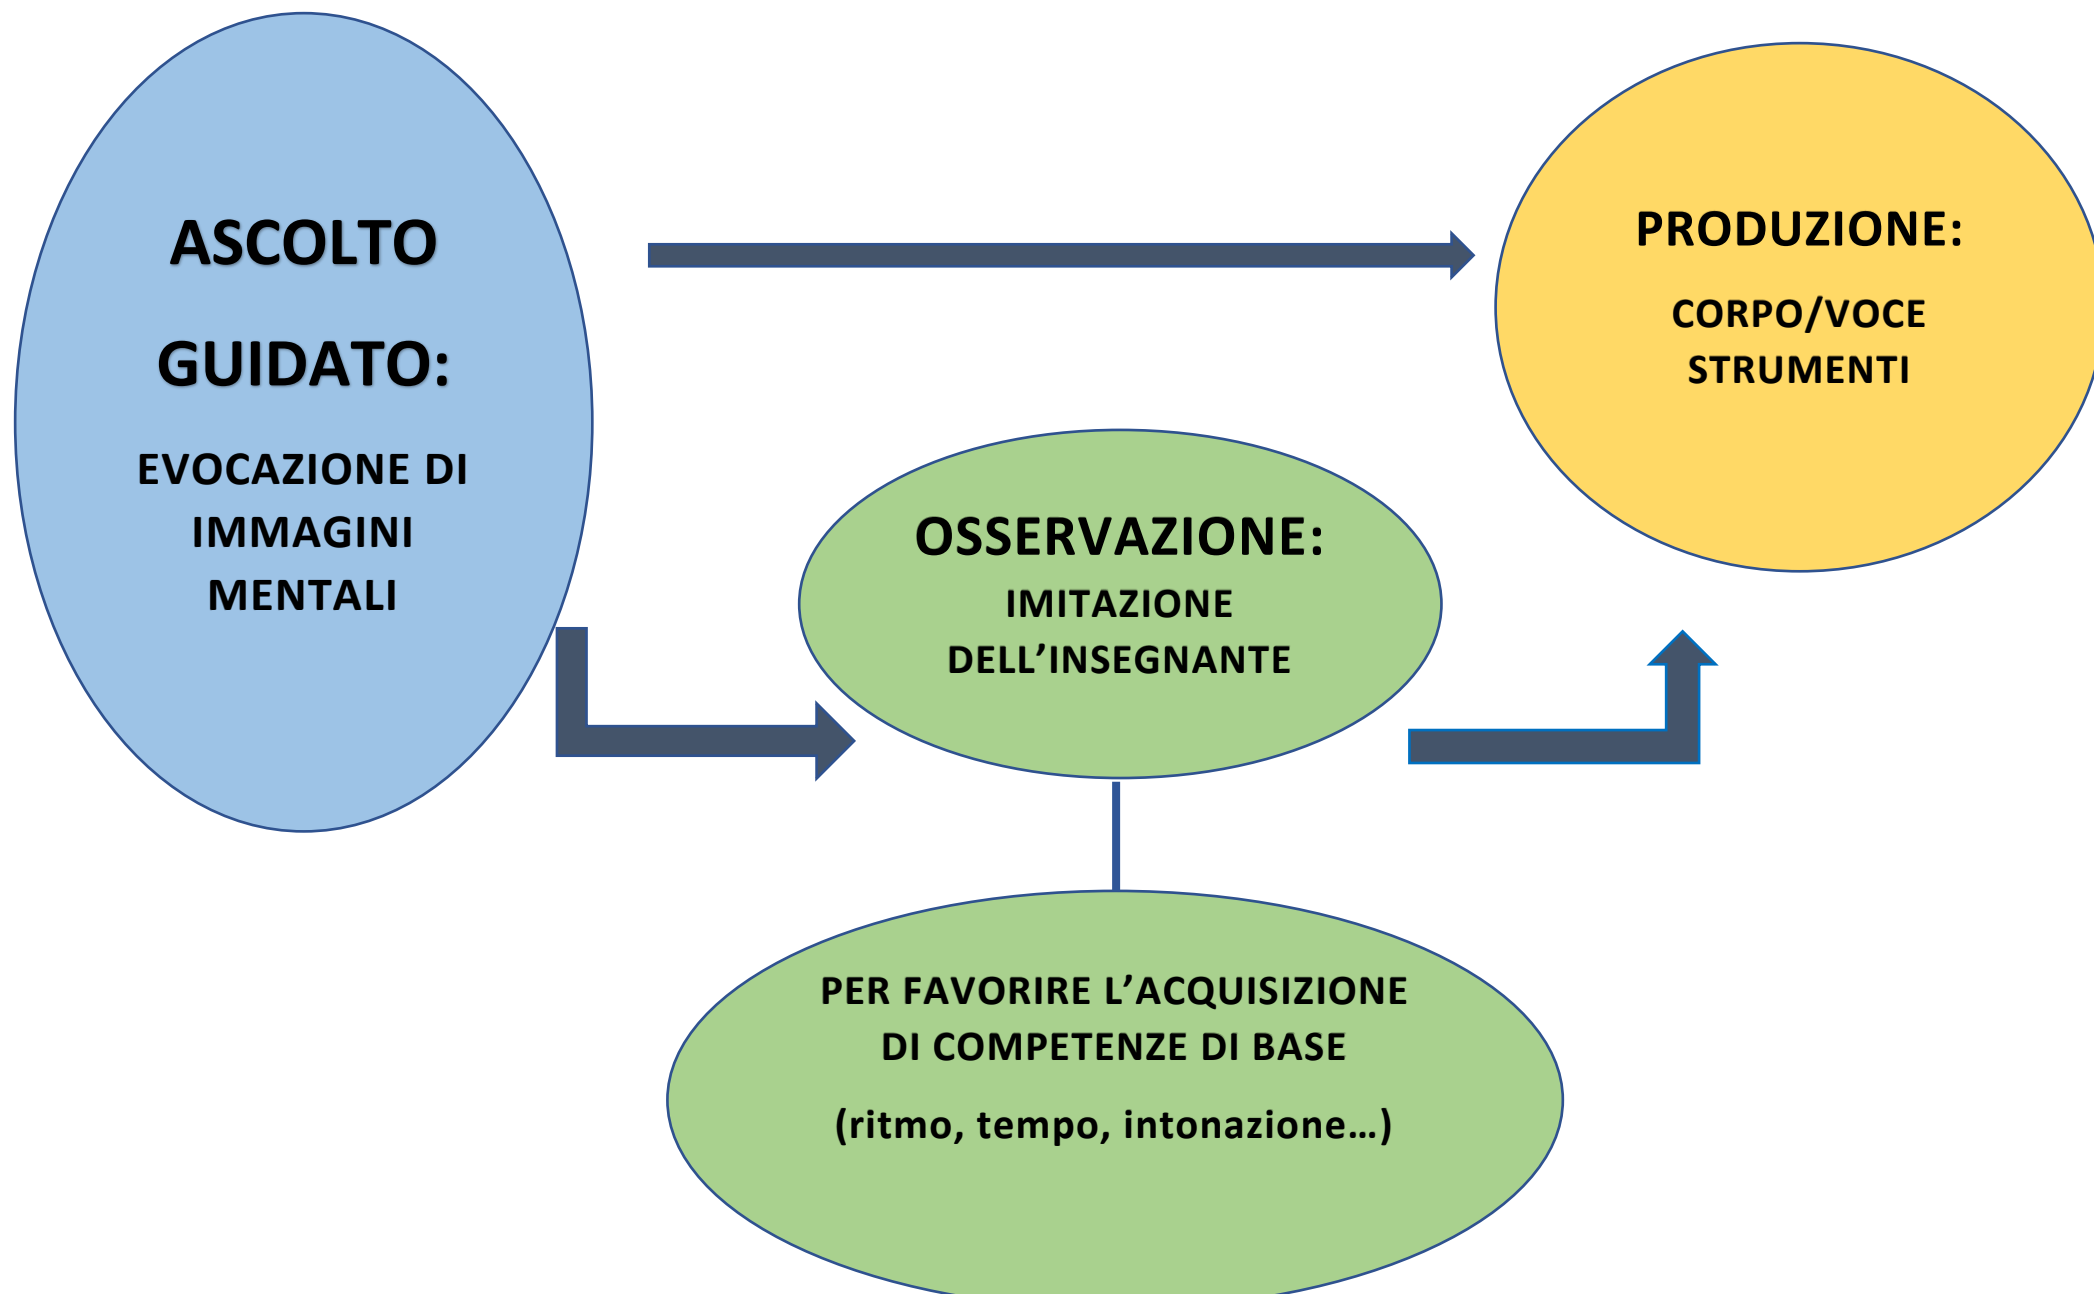 ASCOLTO
GUIDATO:
EVOCAZIONE DI
IMMAGINI
MENTALI
PRODUZIONE:
CORPO/VOCE
STRUMENTI
OSSERVAZIONE:
IMITAZIONE
DELL’INSEGNANTE
PER FAVORIRE L’ACQUISIZIONE
DI COMPETENZE DI BASE
(ritmo, tempo, intonazione…)